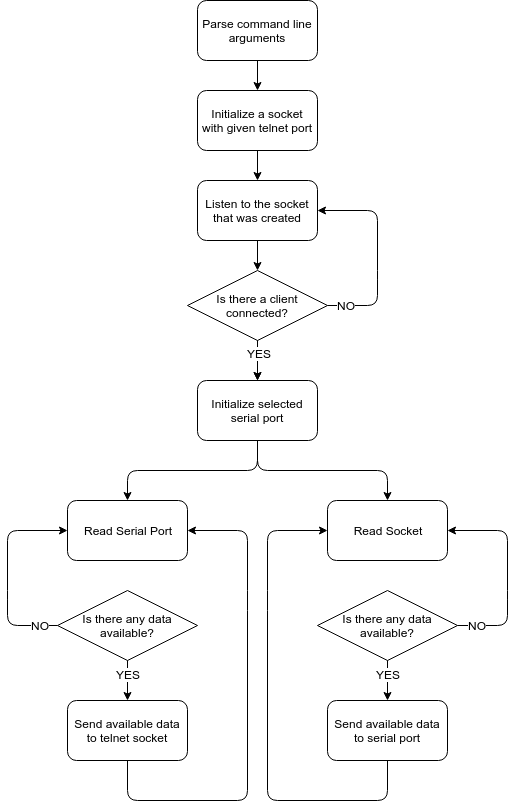 Parse command line
arguments
Initialize a socket
with given telnet port
Listen to the socket
that was created
Is there a client
connected?
NO
YES
Initialize selected
serial port
Read Serial Port
Read Socket
Is there any data
available?
NO
Is there any data
available?
NO
YES
YES
Send available data
to telnet socket
Send available data
to serial port